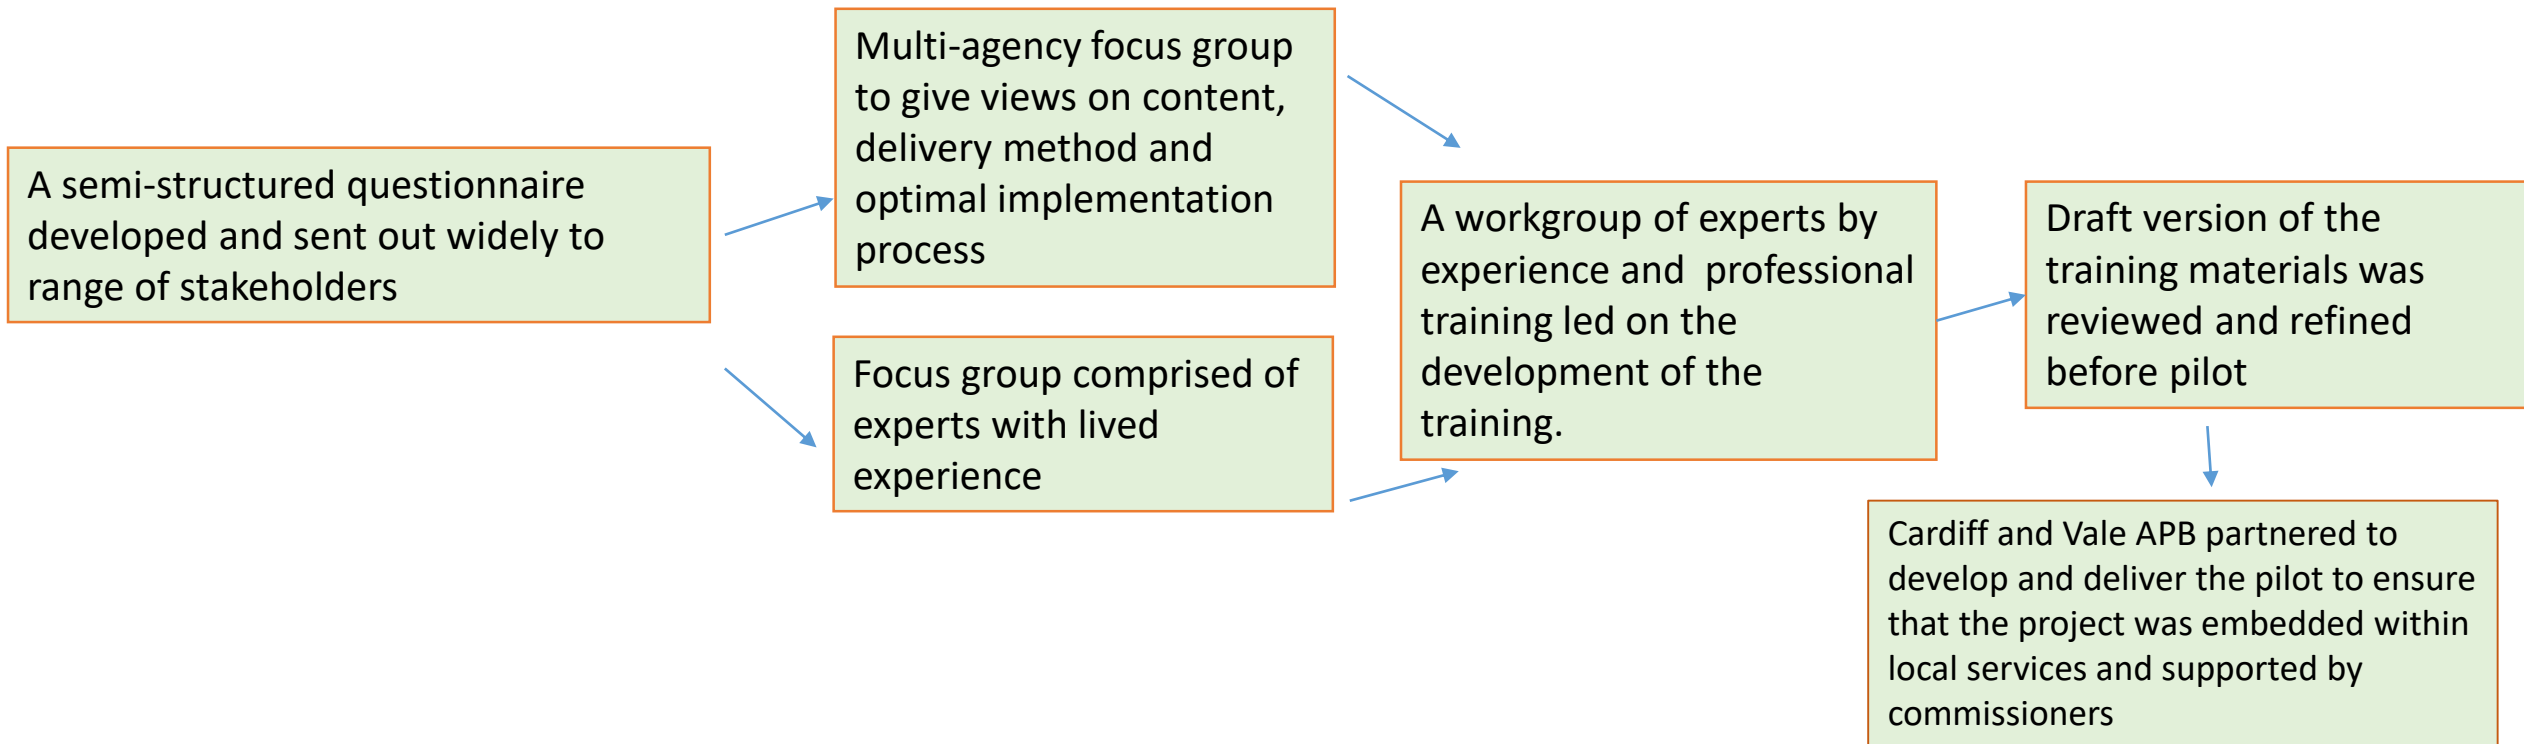 A semi-structured questionnaire
developed and sent out widely to
range of stakeholders
Multi-agency focus group
to give views on content,
delivery method and
optimal implementation
process
Focus group comprised of
experts with lived
experience
A workgroup of experts by
experience and  professional
training led on the
development of the
training.
Draft version of the
training materials was
reviewed and refined
before pilot
Cardiff and Vale APB partnered to
develop and deliver the pilot to ensure
that the project was embedded within
local services and supported by
commissioners